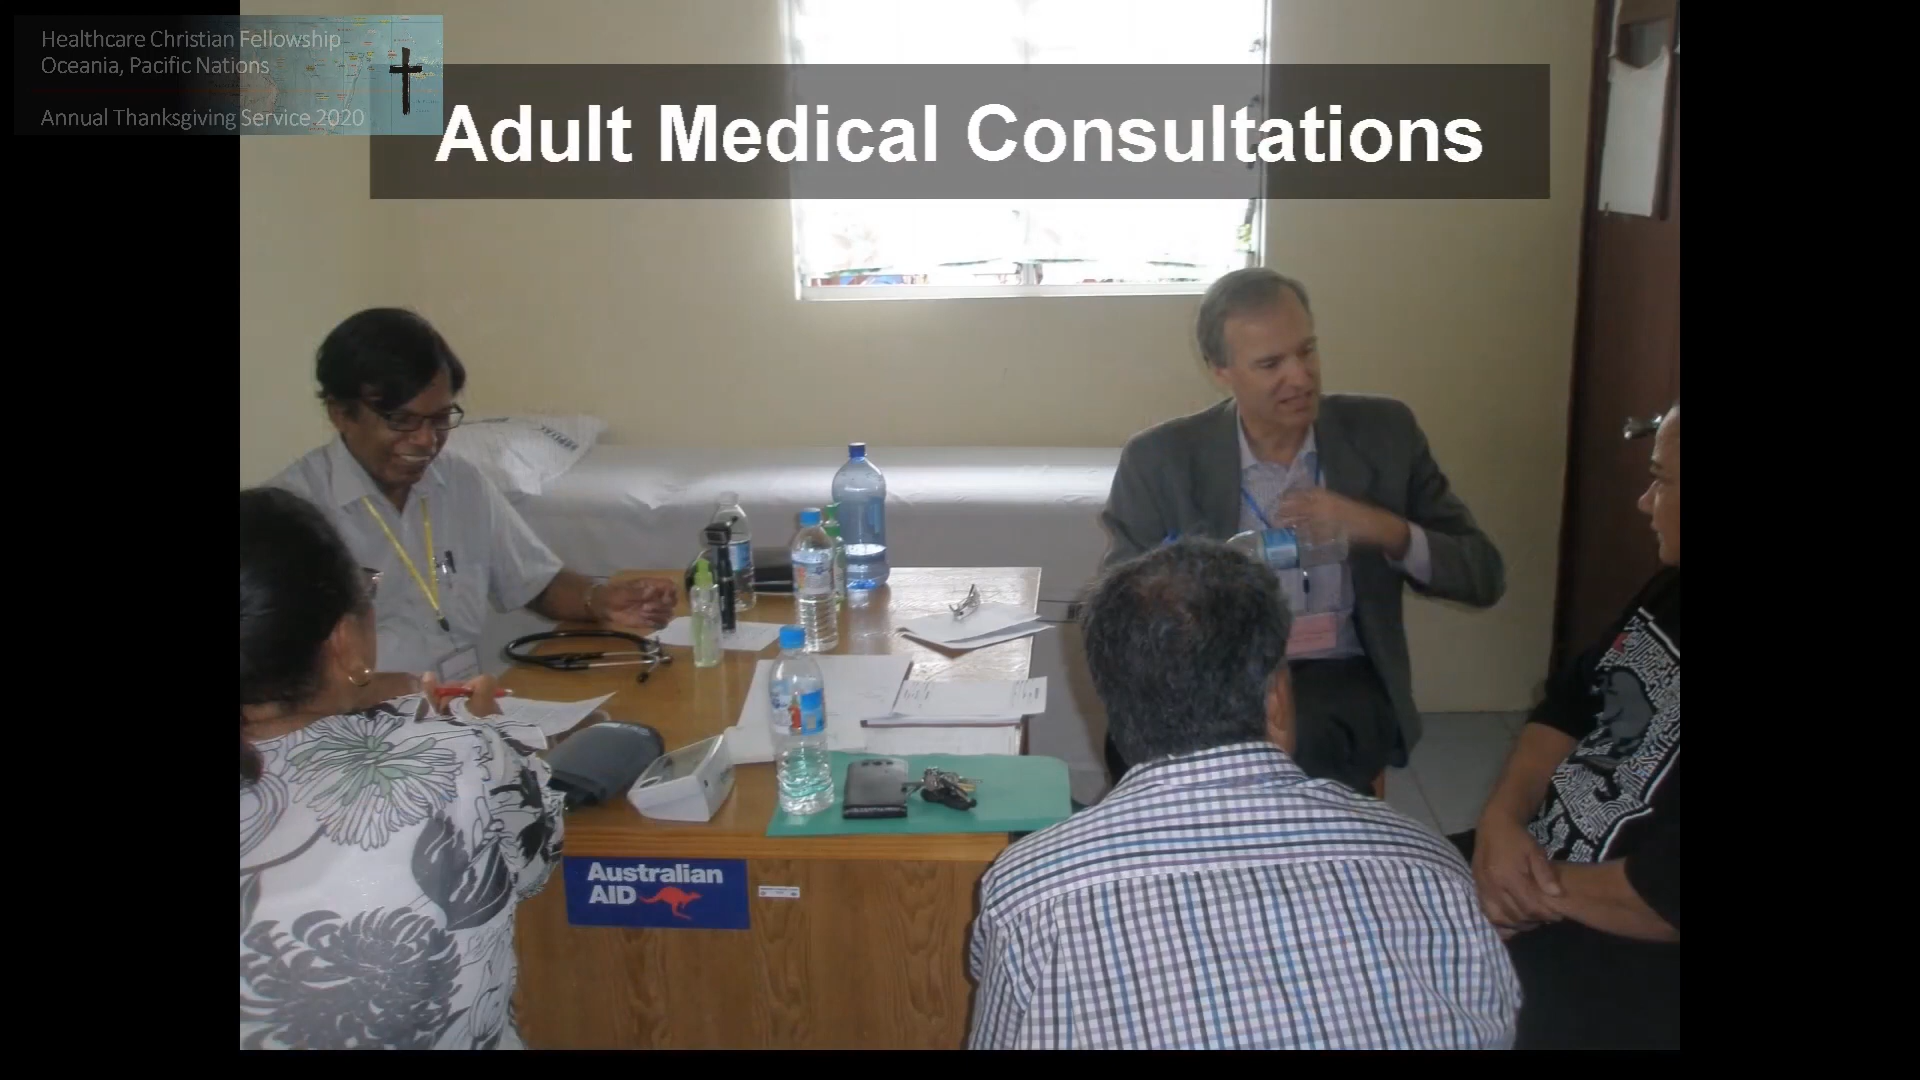 Healthcare Christian Fellowship
Oceania, Pacific Nations
Annual Thanksgiving Service 2020
Adult Medical Consultations
Australian
AID